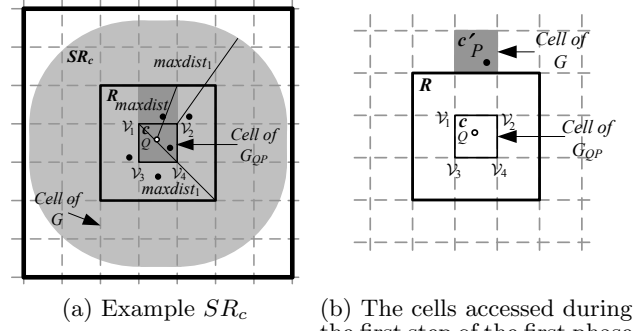 SR_c
R
maxdist_1
maxdist
V_1
c
V_2
Q
Cell of
G_QP
V_3
V_4
maxdist_1
Cell of
G
(a) Example SR_c
c′
P
Cell of
G
R
V_1
c
V_2
Q
Cell of
G_QP
V_3
V_4
(b) The cells accessed during
the first step of the first phase